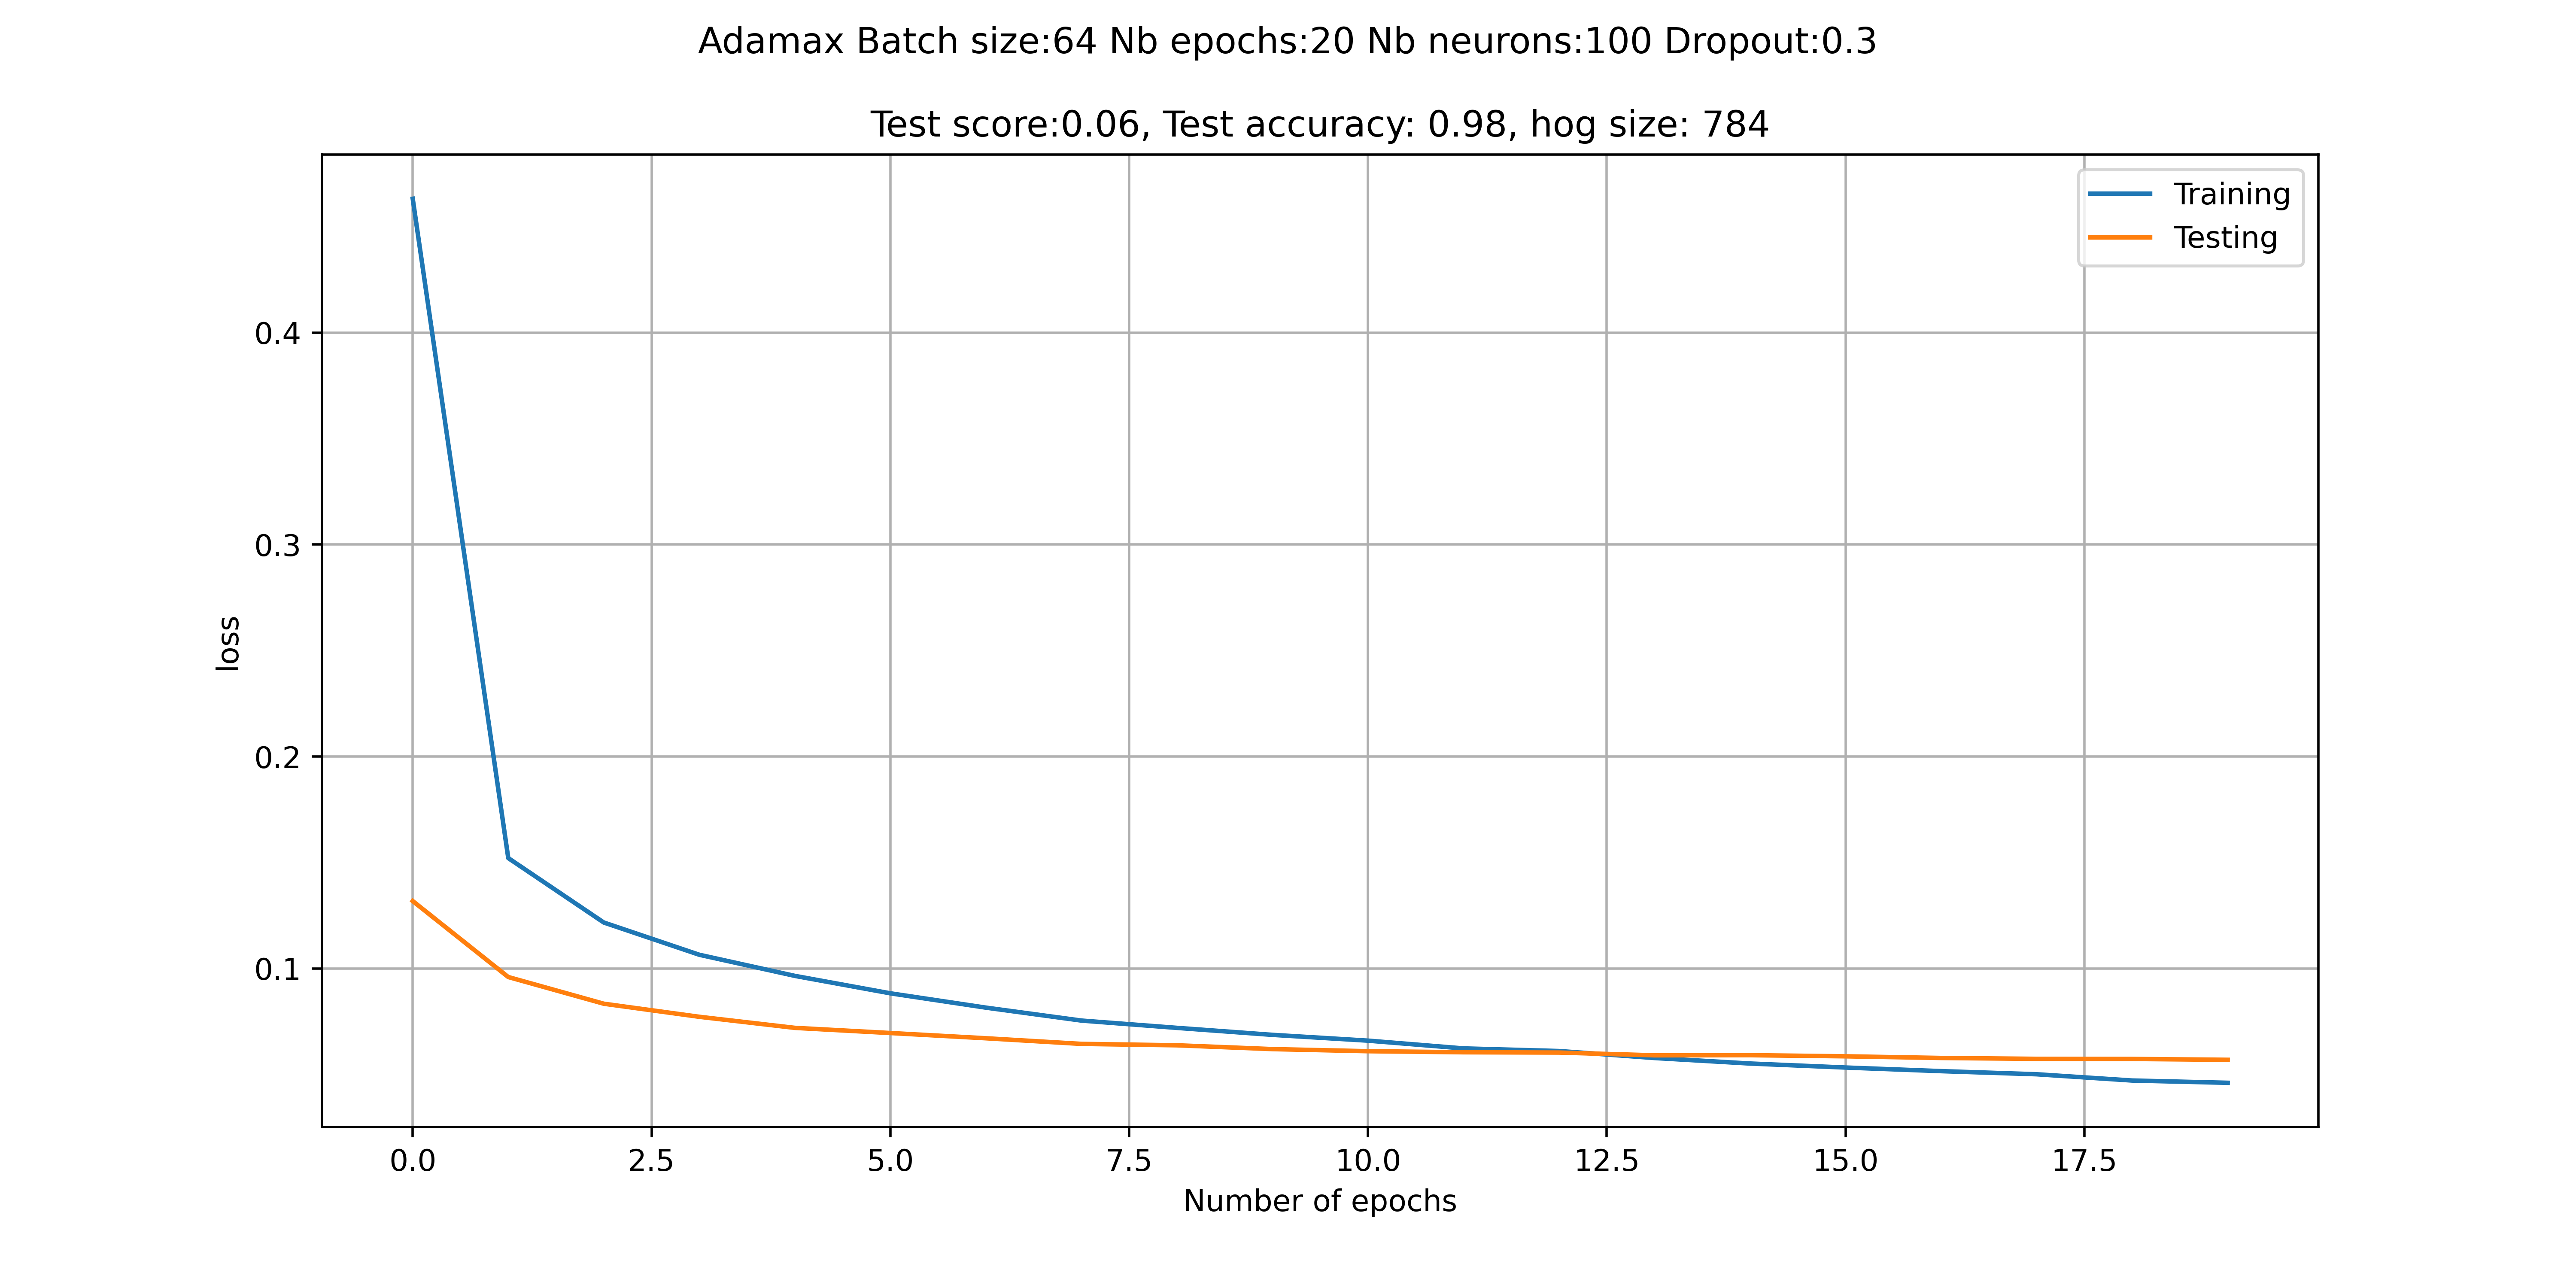 Adamax Batch size:64 Nb epochs:20 Nb neurons:100 Dropout:0.3
Test score:0.06, Test accuracy: 0.98, hog size: 784
Training
Testing
0.4
0.3
0.2
0.1
loss
0.0 2.5 5.0 7.5 10.0 12.5 15.0 17.5
Number of epochs